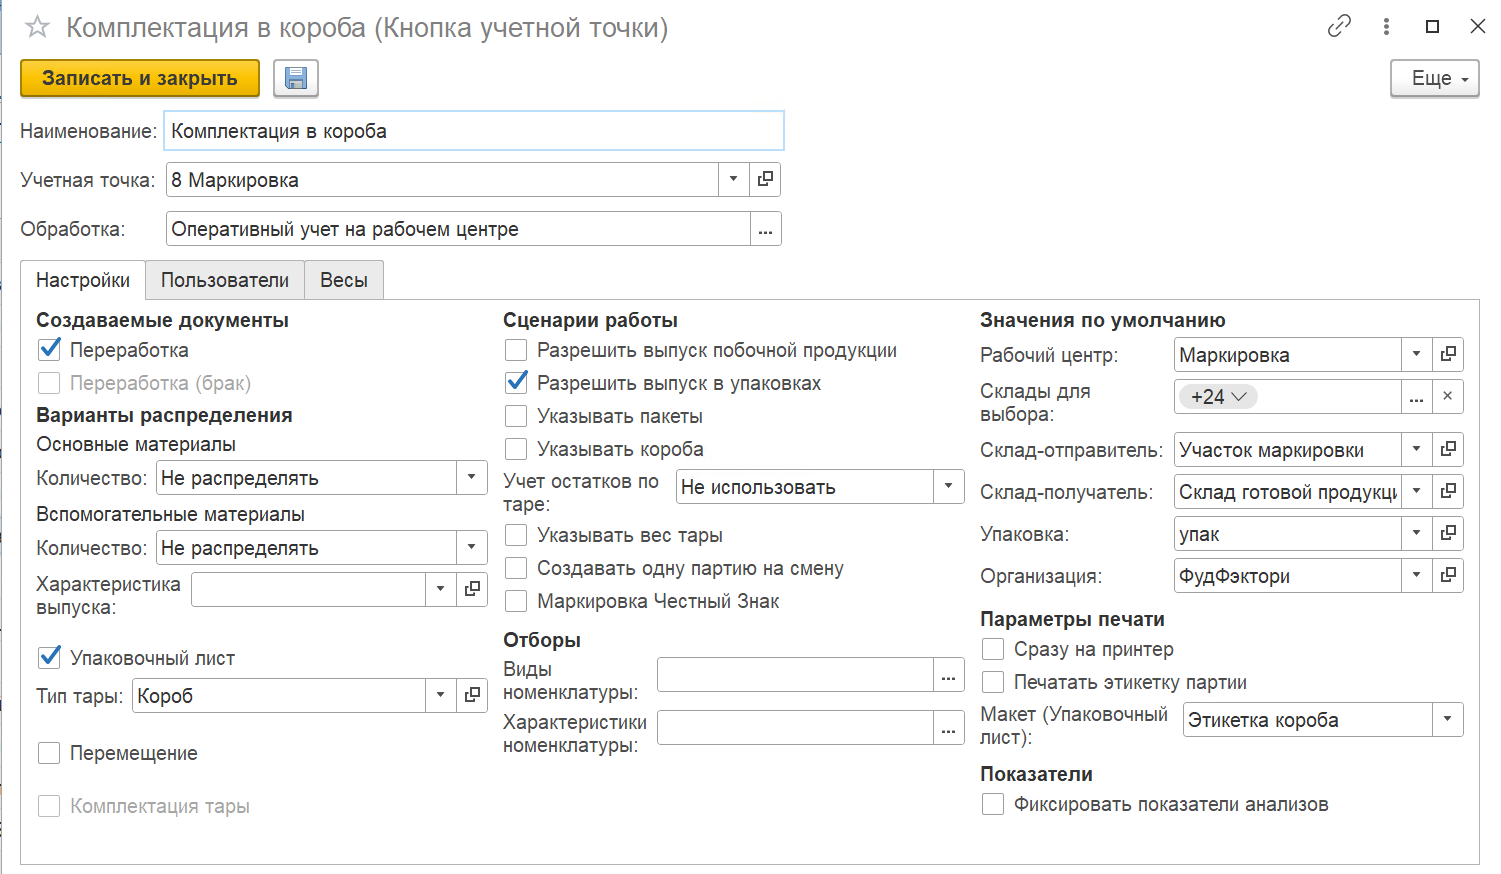 Комплектация в короба (Кнопка учетной точки)
Записать и закрыть
Еще
Наименование: Комплектация в короба
Учетная точка: 8 Маркировка
Обработка: Оперативный учет на рабочем центре ...
Настройки Пользователи Весы
Создаваемые документы
Переработка
Переработка (брак)
Варианты распределения
Основные материалы
Количество: Не распределять
Вспомогательные материалы
Количество: Не распределять
Характеристика
выпуска:
Упаковочный лист
Тип тары: Короб
Перемещение
Комплектация тары
Сценарии работы
Разрешить выпуск побочной продукции
Разрешить выпуск в упаковках
Указывать пакеты
Указывать короба
Учет остатков по
таре: Не использовать
Указывать вес тары
Создавать одну партию на смену
Маркировка Честный Знак
Отборы
Виды
номенклатуры: ...
Характеристики
номенклатуры: ...
Значения по умолчанию
Рабочий центр: Маркировка
Склады для
выбора: +24 ... ×
Склад-отправитель: Участок маркировки
Склад-получатель: Склад готовой продукци
Упаковка: упак
Организация: ФудФэктори
Параметры печати
Сразу на принтер
Печатать этикетку партии
Макет (Упаковочный
лист): Этикетка короба
Показатели
Фиксировать показатели анализов